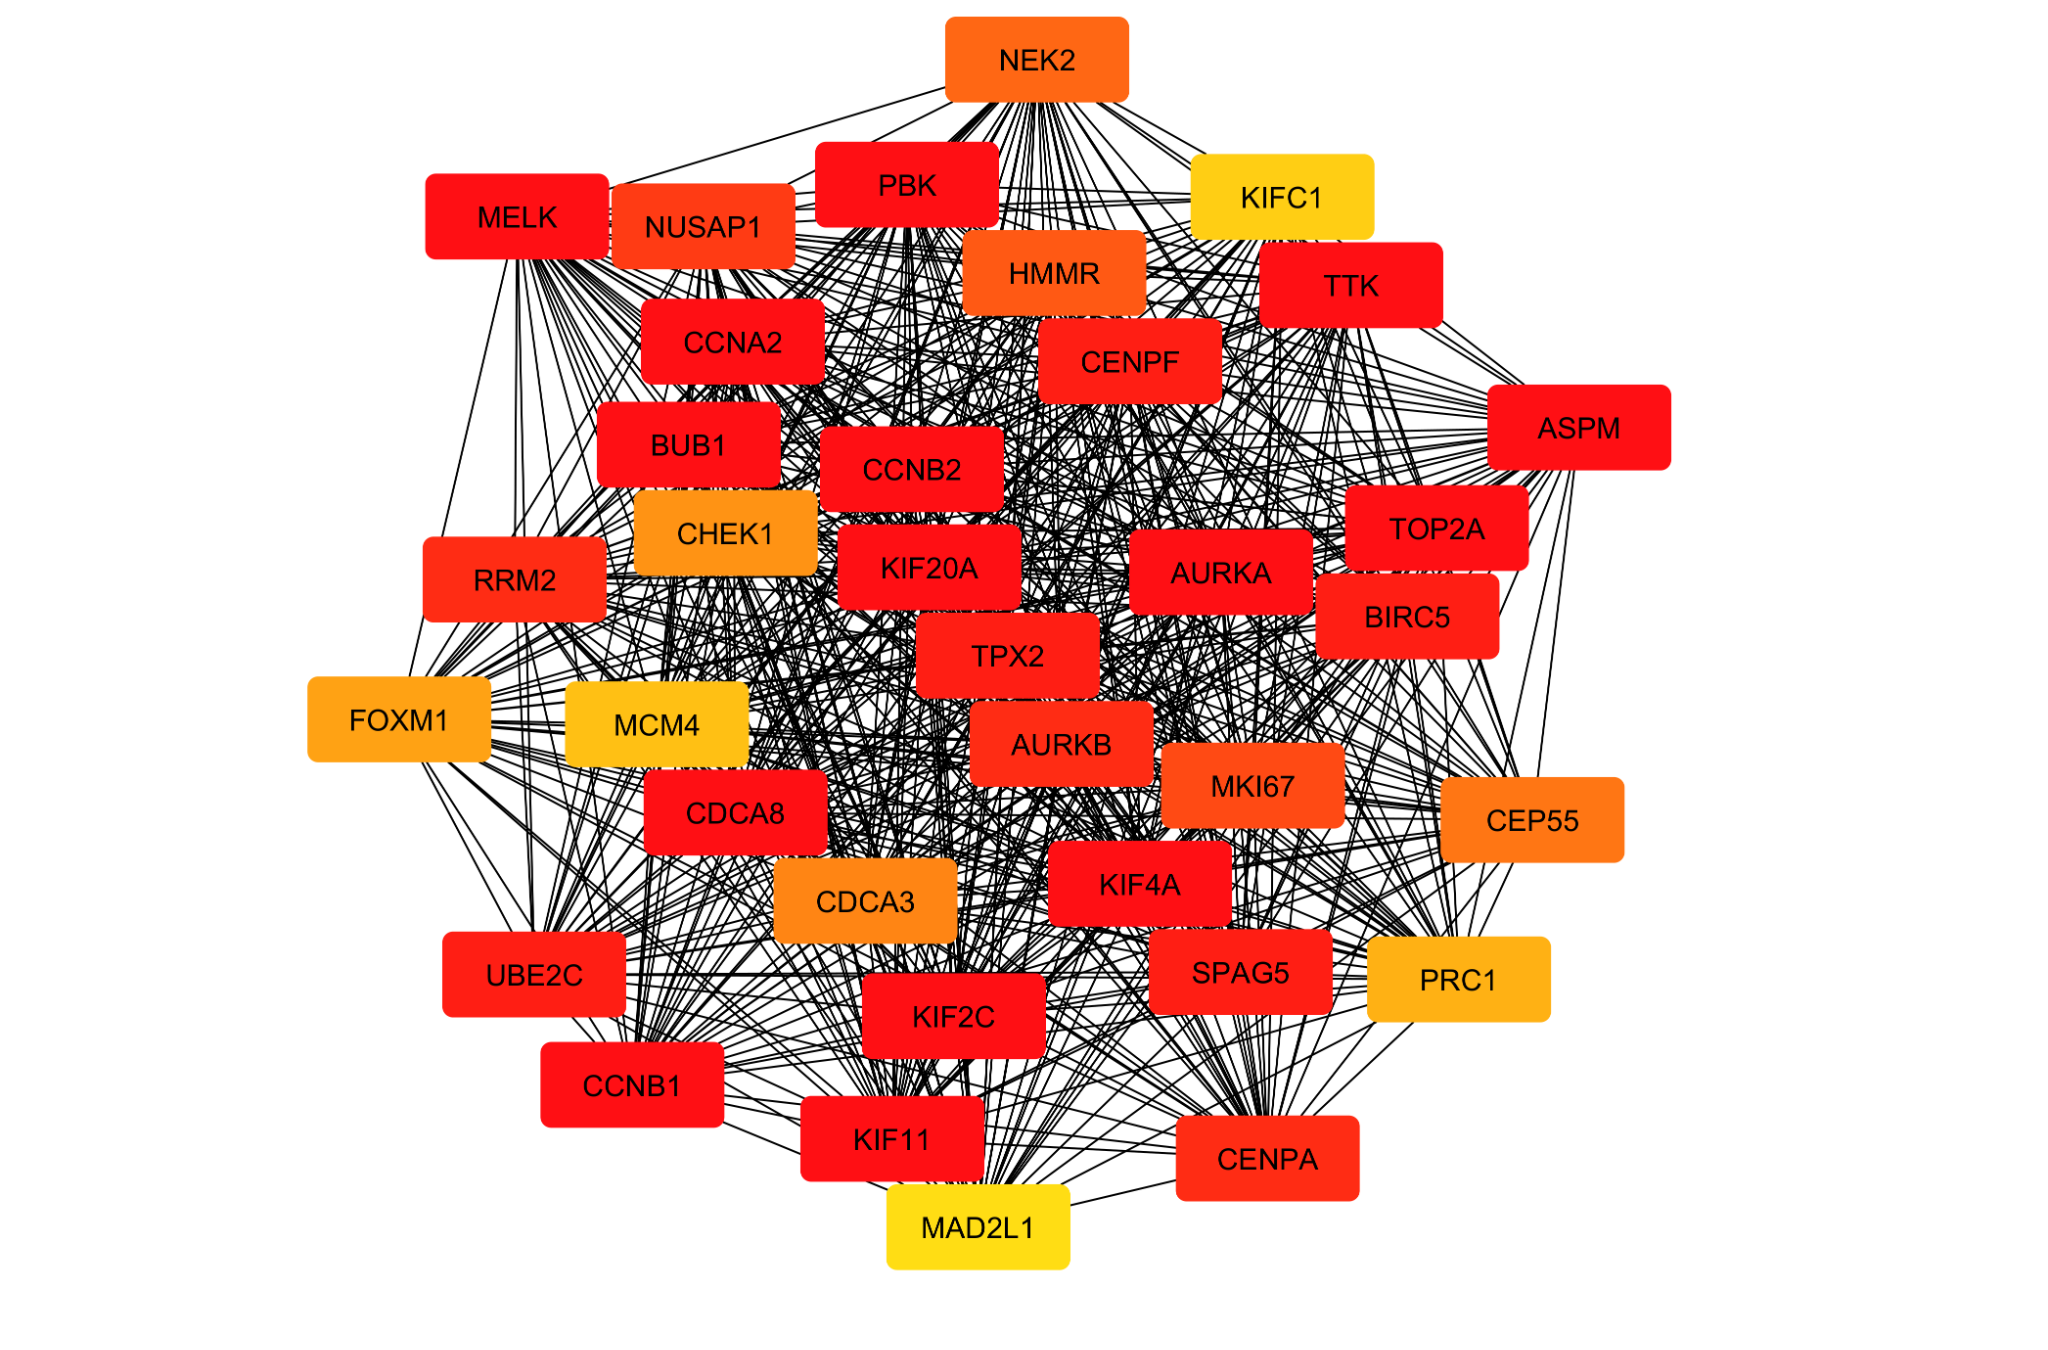 NEK2
PBK
KIFC1
MELK
NUSAP1
HMMR
TTK
CCNA2
CENPF
ASPM
BUB1
CCNB2
CHEK1
TOP2A
RRM2
KIF20A
AURKA
BIRC5
TPX2
FOXM1
MCM4
AURKB
MKI67
CDCA8
CEP55
CDCA3
KIF4A
UBE2C
SPAG5
PRC1
KIF2C
CCNB1
KIF11
CENPA
MAD2L1